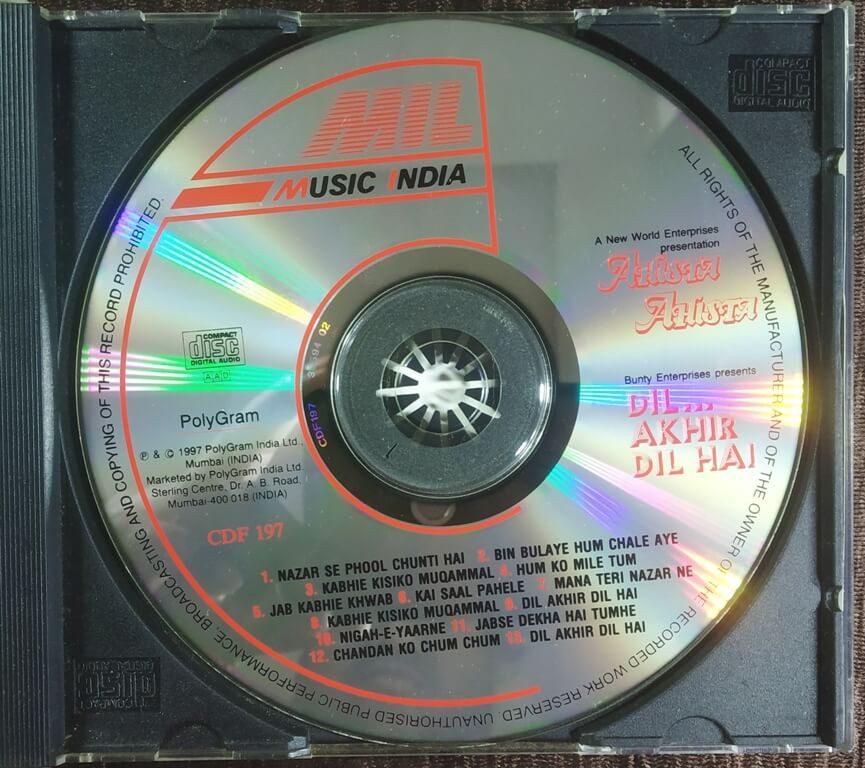 COMPACT
DISC
DIGITAL AUDIO
MIL
MUSIC INDIA
A New World Enterprises
presentation
AHISTA
AHISTA
Bunty Enterprises presents
DIL...
AKHIR
DIL HAI
COMPACT
DISC
DIGITAL AUDIO
AAD
PolyGram
℗ & © 1997 PolyGram India Ltd.,
Mumbai (INDIA)
Marketed by PolyGram India Ltd.
Sterling Centre, Dr. A. B. Road,
Mumbai-400 018 (INDIA)
CDF 197
CDF197 02
1. NAZAR SE PHOOL CHUNTI HAI 2. BIN BULAYE HUM CHALE AYE
3. KABHIE KISIKO MUQAMMAL 4. HUM KO MILE TUM
5. JAB KABHIE KHWAB 6. KAI SAAL PAHELE 7. MANA TERI NAZAR NE
8. KABHIE KISIKO MUQAMMAL 9. DIL AKHIR DIL HAI
10. NIGAH-E-YAARNE 11. JABSE DEKHA HAI TUMHE
12. CHANDAN KO CHUM CHUM 13. DIL AKHIR DIL HAI
ALL RIGHTS OF THE MANUFACTURER AND OF THE OWNER OF THE RECORDED WORK RESERVED. UNAUTHORISED PUBLIC PERFORMANCE, BROADCASTING AND COPYING OF THIS RECORD PROHIBITED.
COMPACT
DISC